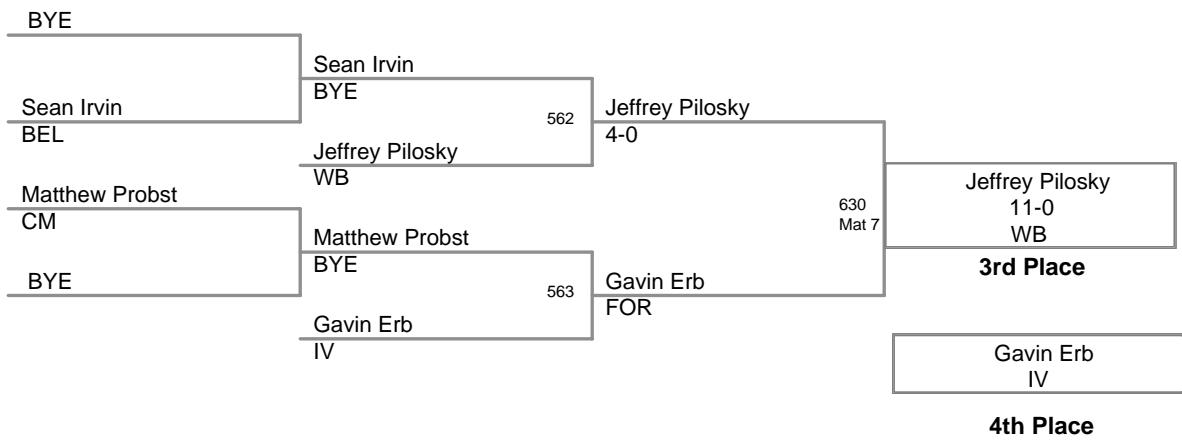 BYE
Sean Irvin
BEL
Matthew Probst
CM
BYE
Sean Irvin
BYE
562
Jeffrey Pilosky
WB
Matthew Probst
BYE
563
Gavin Erb
IV
Jeffrey Pilosky
4-0
630
Mat 7
Gavin Erb
FOR
Jeffrey Pilosky
11-0
WB
3rd Place
Gavin Erb
IV
4th Place